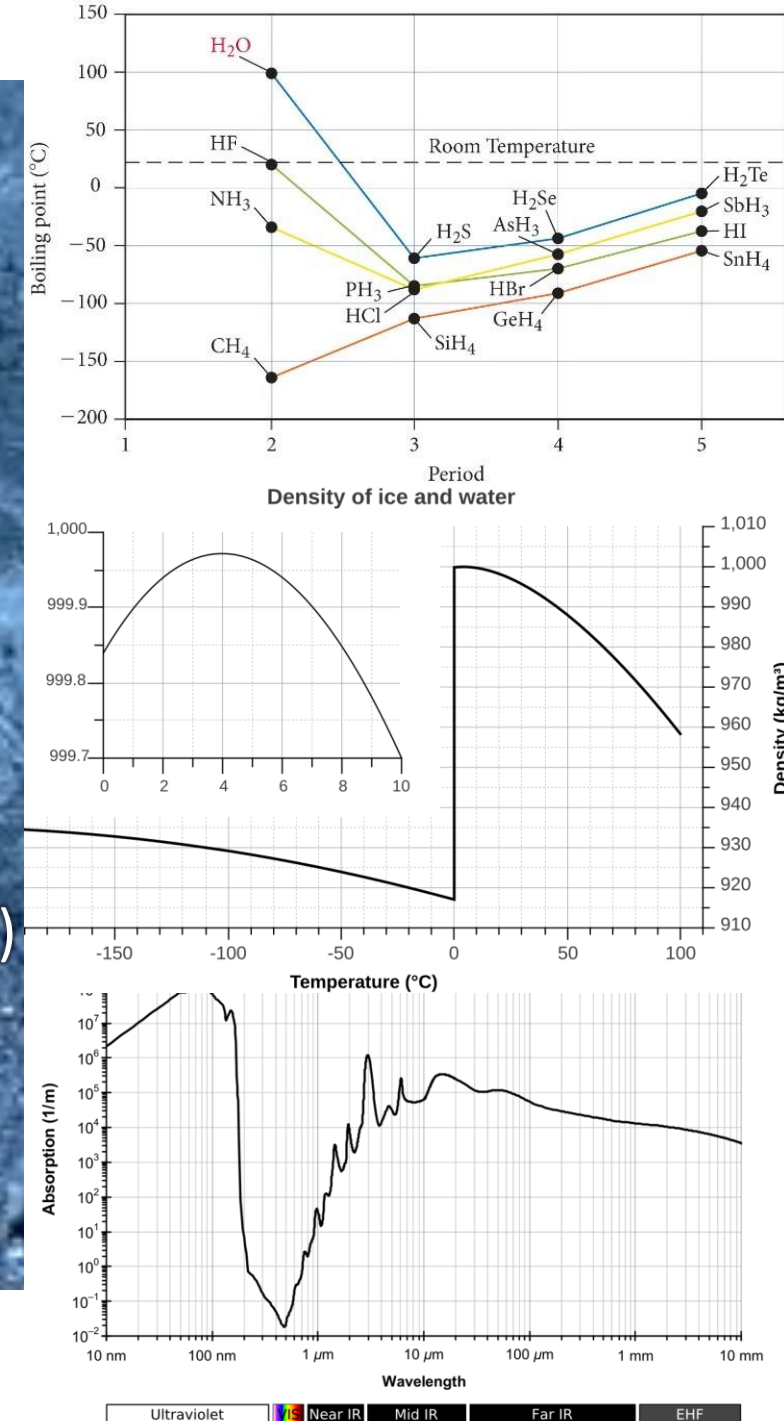 150
100
50
0
−50
−100
−150
−200
Boiling point (°C)
H₂O
HF
NH₃
CH₄
Room Temperature
H₂S
PH₃
HCl
SiH₄
H₂Se
AsH₃
HBr
GeH₄
H₂Te
SbH₃
HI
SnH₄
1 2 3 4 5
Period
Density of ice and water
1,000
999.9
999.8
999.7
0 2 4 6 8 10
1,010
1,000
990
980
970
960
950
940
930
920
910
Density (kg/m³)
)
-150 -100 -50 0 50 100
Temperature (°C)
10⁷
10⁶
10⁵
10⁴
10³
10²
10¹
10⁰
10⁻¹
10⁻²
Absorption (1/m)
10 nm 100 nm 1 µm 10 µm 100 µm 1 mm 10 mm
Wavelength
Ultraviolet VIS Near IR Mid IR Far IR EHF